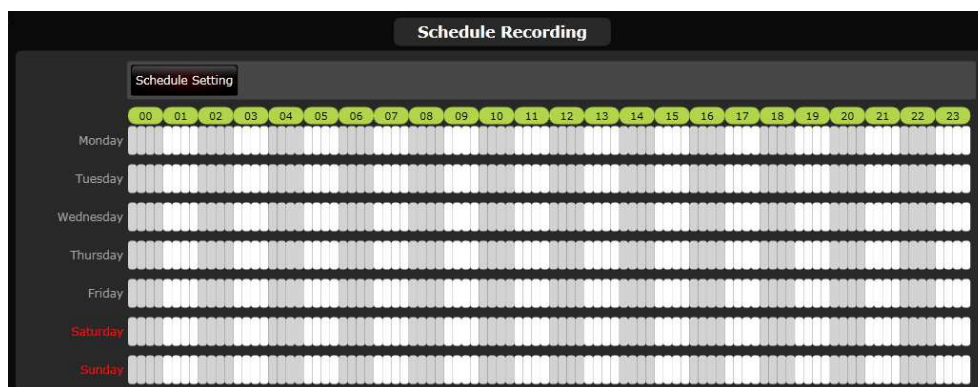 Schedule Recording
Schedule Setting
00 01 02 03 04 05 06 07 08 09 10 11 12 13 14 15 16 17 18 19 20 21 22 23
Monday
Tuesday
Wednesday
Thursday
Friday
Saturday
Sunday